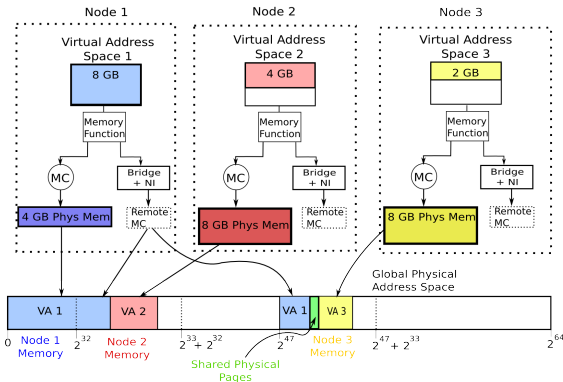 Node 1
Node 2
Node 3
Virtual Address
Space 1
Virtual Address
Space 2
Virtual Address
Space 3
8 GB
4 GB
2 GB
Memory
Function
Memory
Function
Memory
Function
MC
Bridge
+ NI
MC
Bridge
+ NI
MC
Bridge
+ NI
4 GB Phys Mem
Remote
MC
8 GB Phys Mem
Remote
MC
8 GB Phys Mem
Remote
MC
Global Physical
Address Space
VA 1
VA 2
VA 1
VA 3
0
2^32
2^33 + 2^32
2^47
2^47 + 2^33
2^64
Node 1
Memory
Node 2
Memory
Node 3
Memory
Shared Physical
Pages